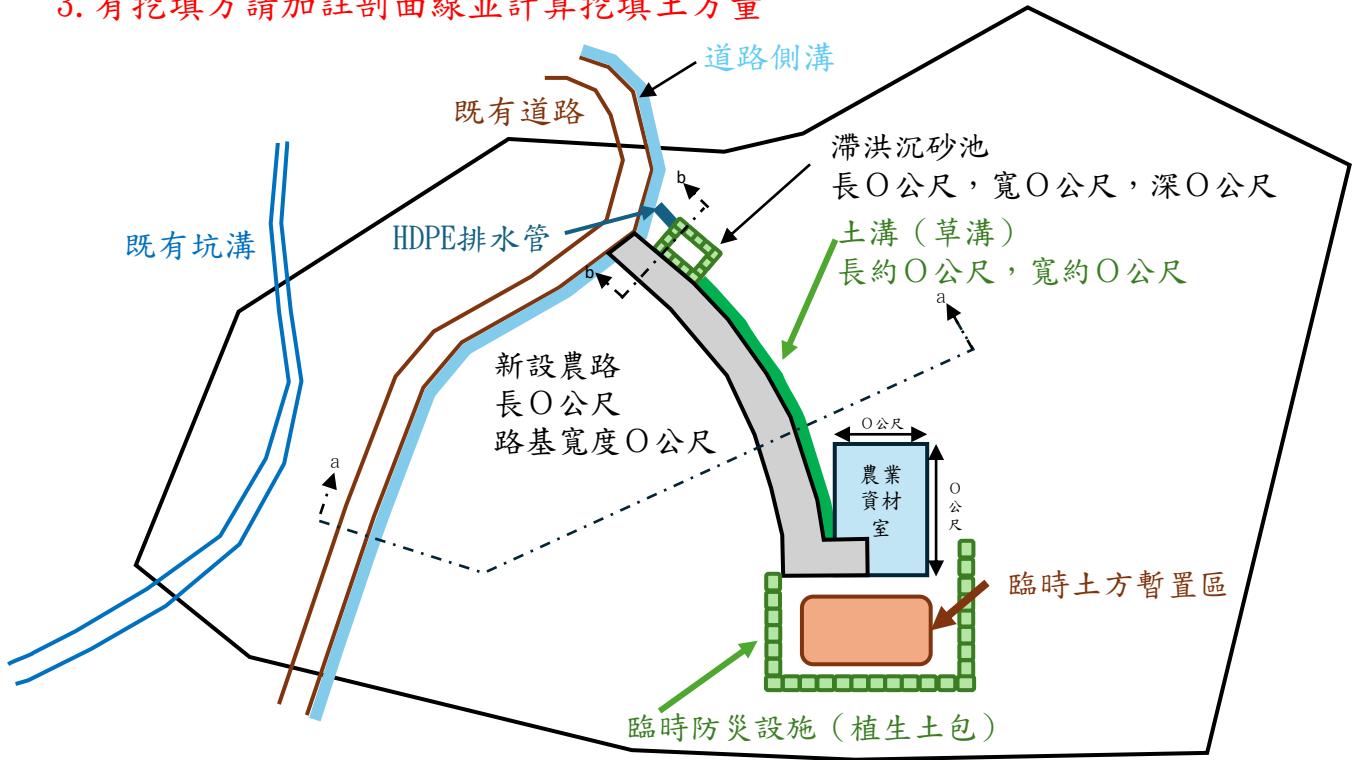 3.有挖填方請加註剖面線並計算挖填土方量
道路側溝
既有道路
滯洪沉砂池
長O公尺，寬O公尺，深O公尺
b
HDPE排水管
既有坑溝
土溝（草溝）
長約O公尺，寬約O公尺
b
a
新設農路
長O公尺
路基寬度O公尺
O公尺
a
農業
資材
室
O
公
尺
臨時土方暫置區
臨時防災設施（植生土包）